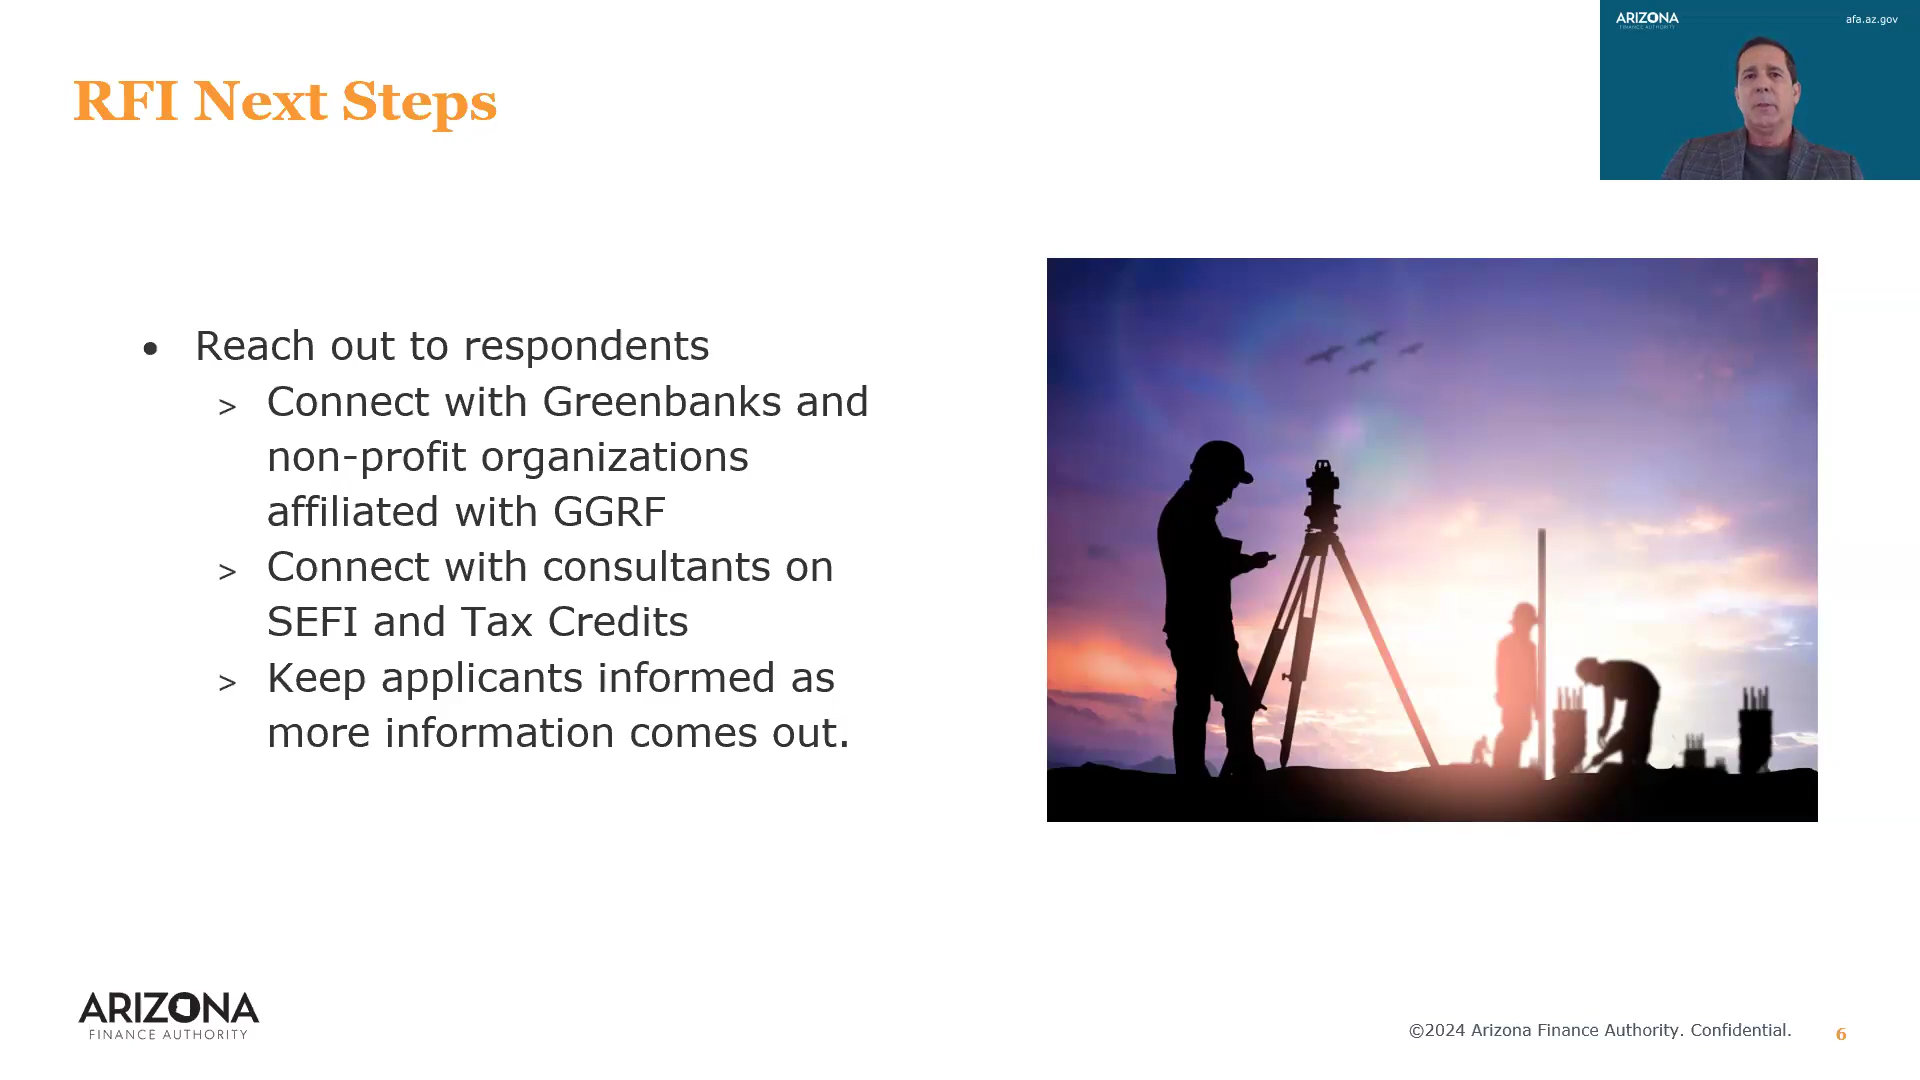 ARIZONA
FINANCE AUTHORITY
afa.az.gov
RFI Next Steps
• Reach out to respondents
> Connect with Greenbanks and
non-profit organizations
affiliated with GGRF
> Connect with consultants on
SEFI and Tax Credits
> Keep applicants informed as
more information comes out.
ARIZONA
FINANCE AUTHORITY
©2024 Arizona Finance Authority. Confidential.
6